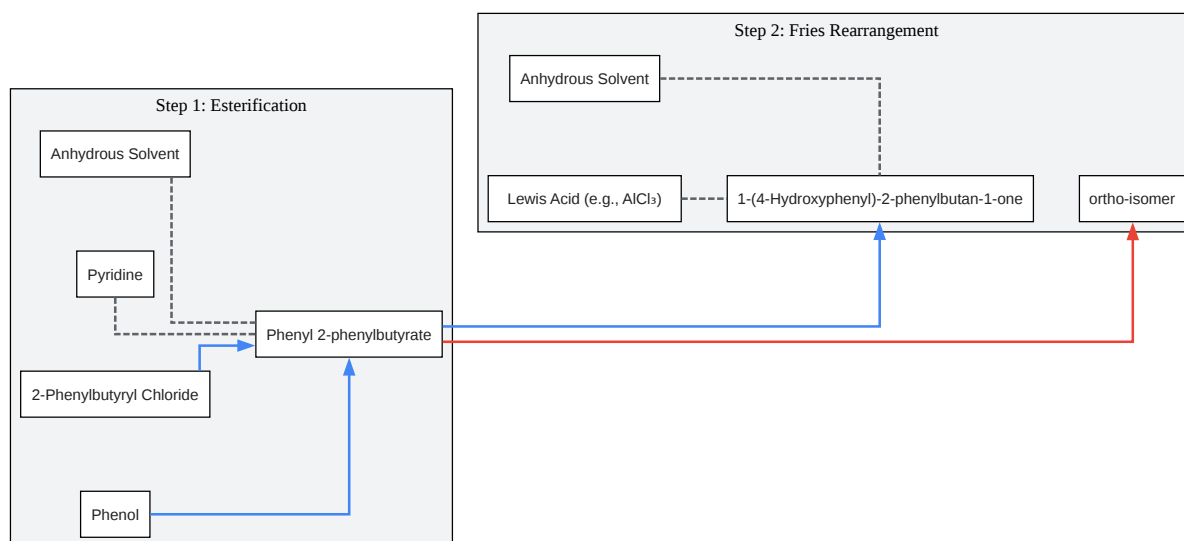 Step 1: Esterification
Anhydrous Solvent
Pyridine
Phenyl 2-phenylbutyrate
2-Phenylbutyryl Chloride
Phenol
Step 2: Fries Rearrangement
Anhydrous Solvent
Lewis Acid (e.g., AlCl₃)
1-(4-Hydroxyphenyl)-2-phenylbutan-1-one
ortho-isomer